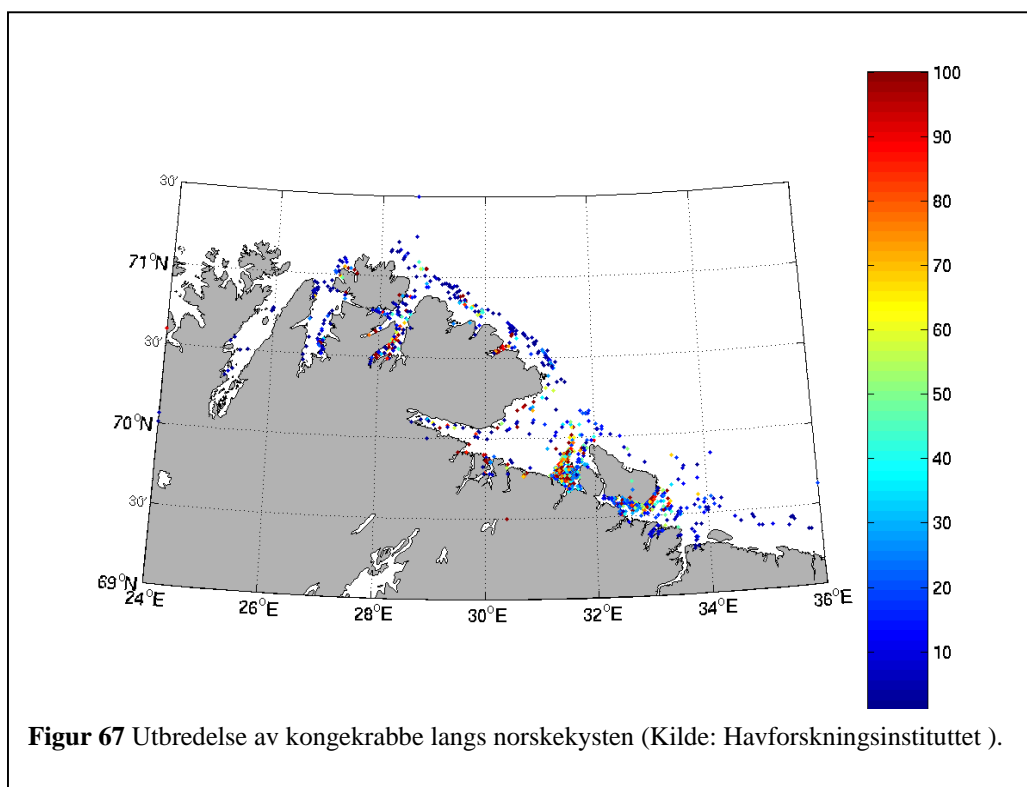 100
90
80
70
60
50
40
30
20
10
30'
71°N
30'
70°N
30'
69°N
24°E
26°E
28°E
30°E
32°E
34°E
36°E
Figur 67 Utbredelse av kongekrabbe langs norskekysten (Kilde: Havforskningsinstituttet ).